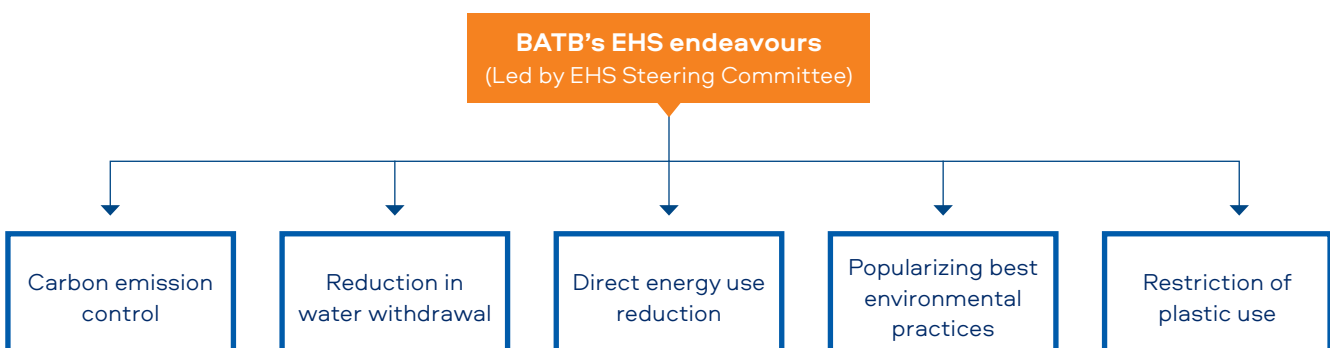 BATB’s EHS endeavours
(Led by EHS Steering Committee)
Carbon emission
control
Reduction in
water withdrawal
Direct energy use
reduction
Popularizing best
environmental
practices
Restriction of
plastic use